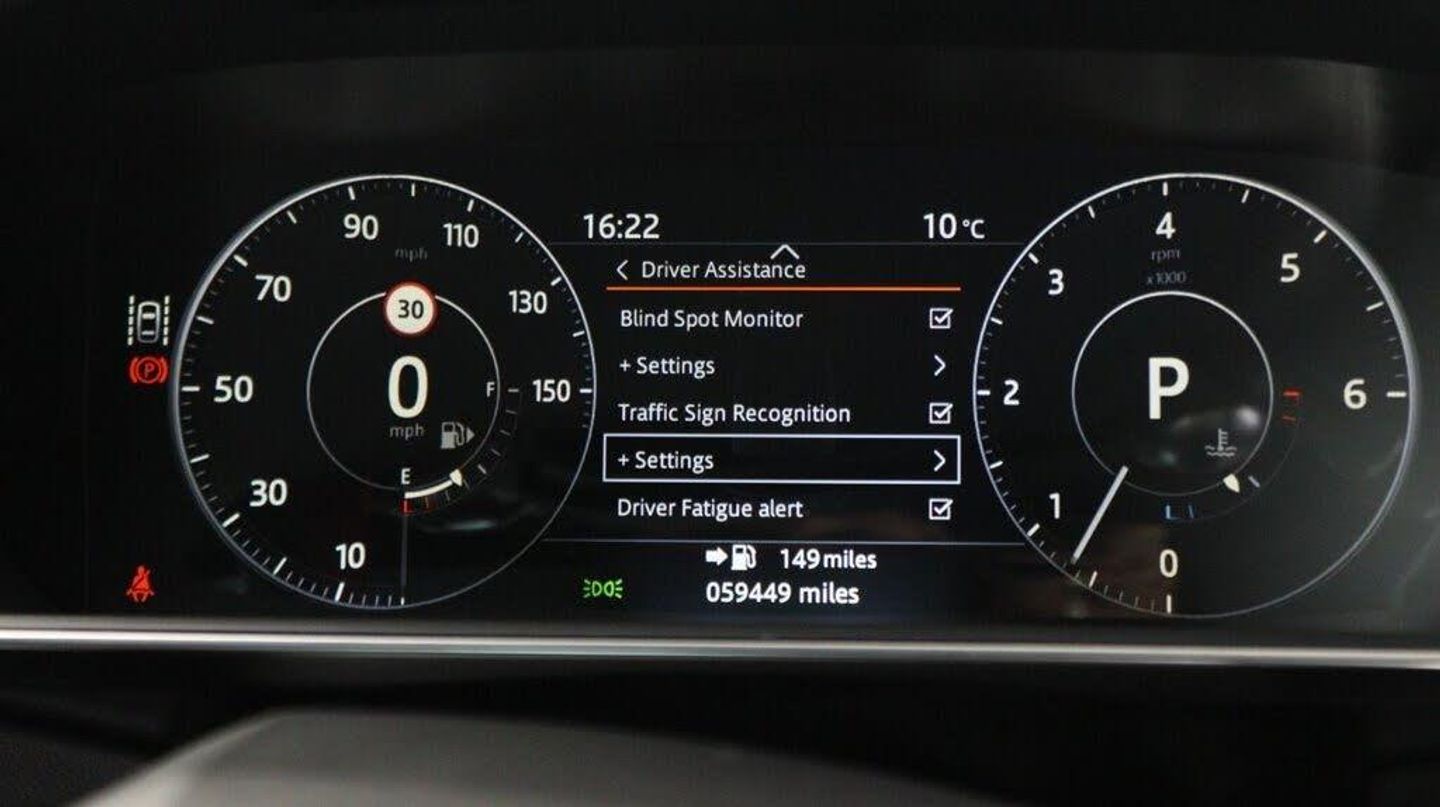 16:22
10 °C
< Driver Assistance
Blind Spot Monitor
+ Settings
Traffic Sign Recognition
+ Settings
Driver Fatigue alert
149 miles
059449 miles
10
30
50
70
90
110
130
150
mph
30
0
mph
F
E
P
0
1
2
3
4
5
6
rpm
x1000
P